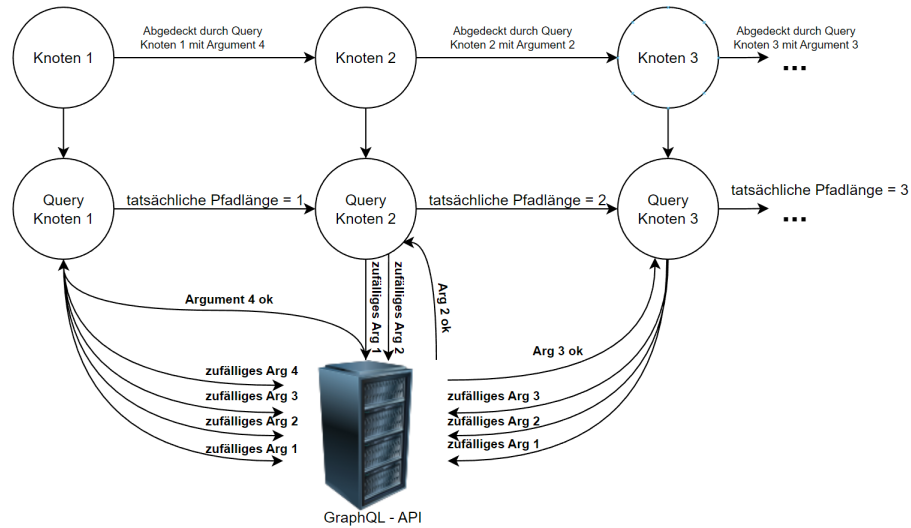 Abgedeckt durch Query
Knoten 1 mit Argument 4
Abgedeckt durch Query
Knoten 2 mit Argument 2
Abgedeckt durch Query
Knoten 3 mit Argument 3
Knoten 1
Knoten 2
Knoten 3
...
Query
Knoten 1
tatsächliche Pfadlänge = 1
Query
Knoten 2
tatsächliche Pfadlänge = 2
Query
Knoten 3
tatsächliche Pfadlänge = 3
...
Argument 4 ok
zufälliges Arg 1
zufälliges Arg 2
Arg 2 ok
Arg 3 ok
zufälliges Arg 4
zufälliges Arg 3
zufälliges Arg 2
zufälliges Arg 1
zufälliges Arg 3
zufälliges Arg 2
zufälliges Arg 1
GraphQL - API